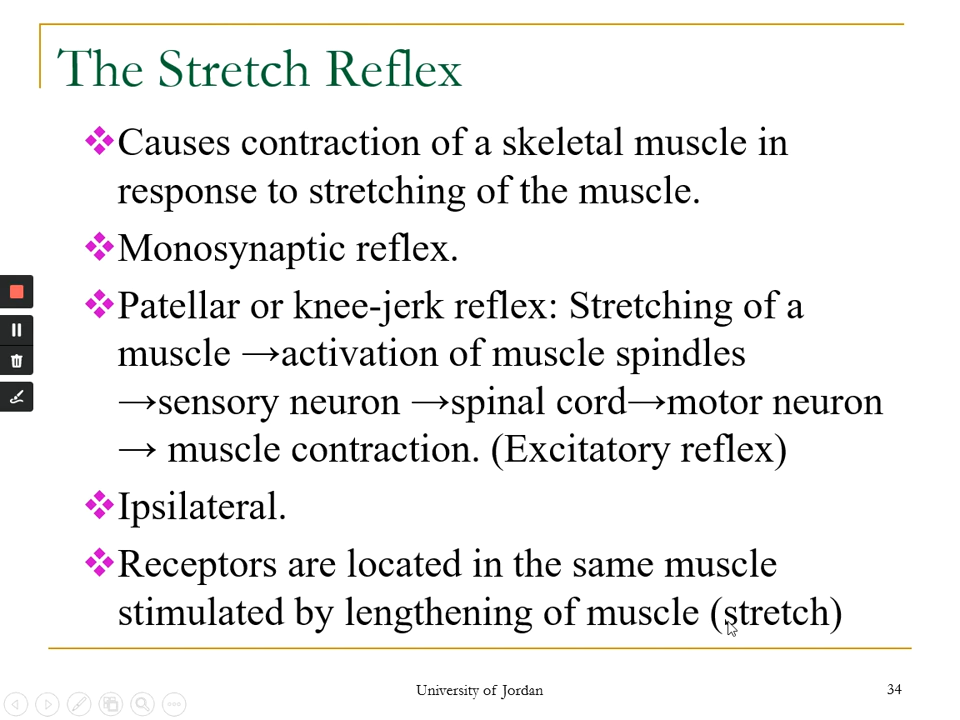 The Stretch Reflex
❖Causes contraction of a skeletal muscle in
response to stretching of the muscle.
❖Monosynaptic reflex.
❖Patellar or knee-jerk reflex: Stretching of a
muscle →activation of muscle spindles
→sensory neuron →spinal cord→motor neuron
→ muscle contraction. (Excitatory reflex)
❖Ipsilateral.
❖Receptors are located in the same muscle
stimulated by lengthening of muscle (stretch)
University of Jordan
34